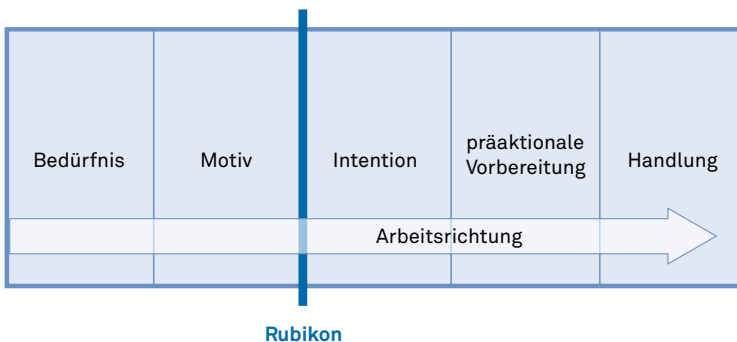 Bedürfnis
Motiv
Intention
präaktionale
Vorbereitung
Handlung
Arbeitsrichtung
Rubikon